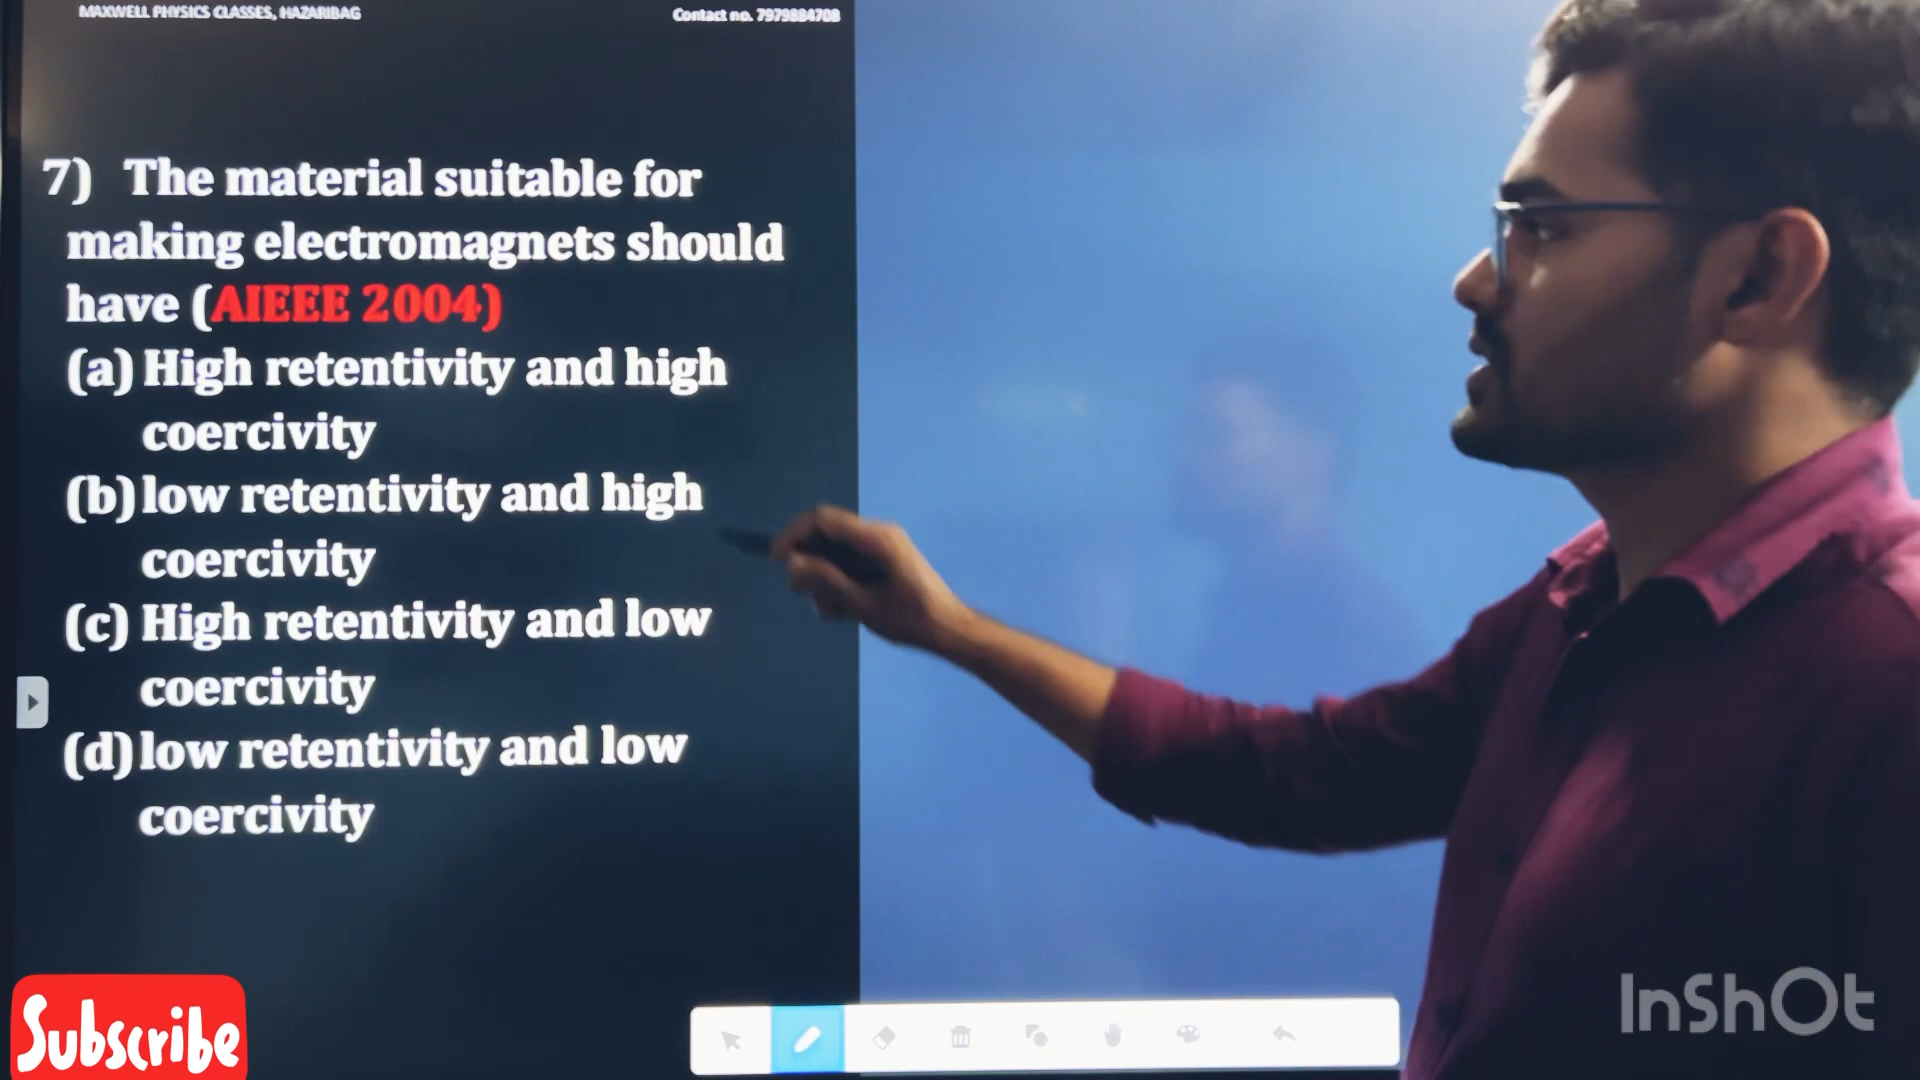 MAXWELL PHYSICS CLASSES, HAZARIBAG
Contact no. 7979884708
7) The material suitable for
making electromagnets should
have (AIEEE 2004)
(a) High retentivity and high
coercivity
(b) low retentivity and high
coercivity
(c) High retentivity and low
coercivity
(d) low retentivity and low
coercivity
Subscribe
InShOt